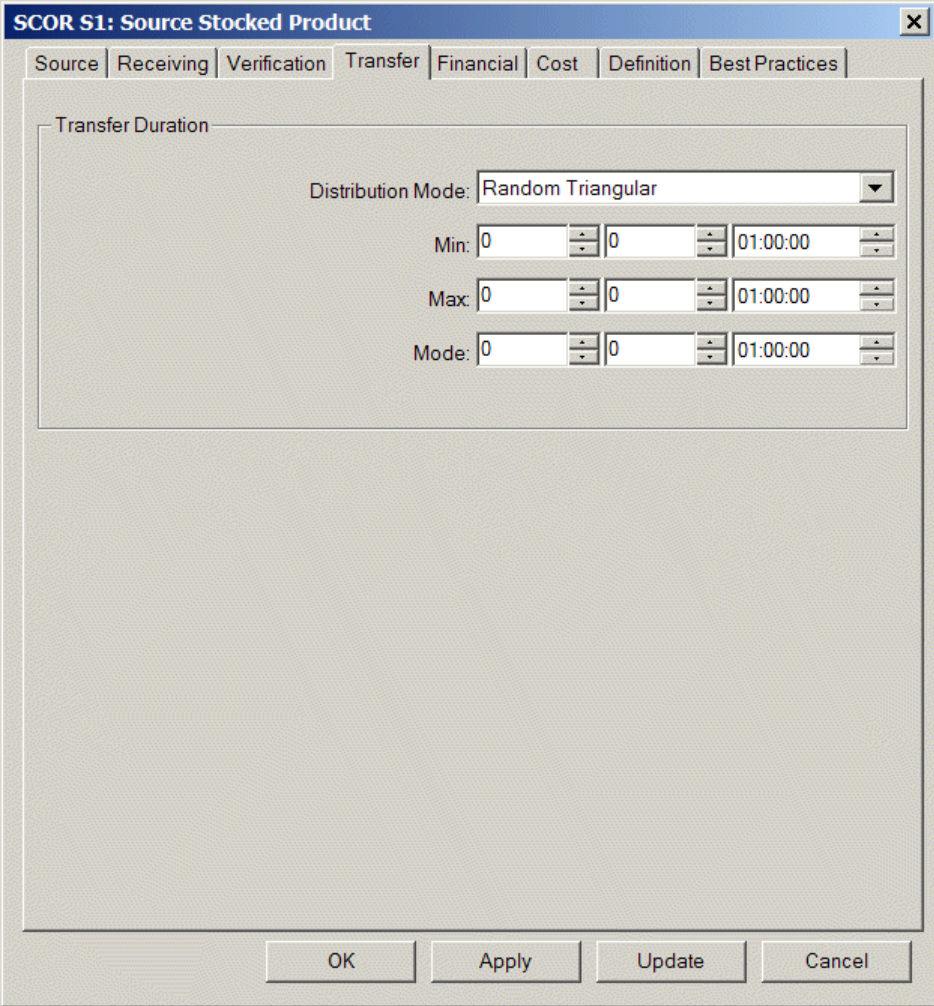 SCOR S1: Source Stocked Product
Source Receiving Verification Transfer Financial Cost Definition Best Practices
Transfer Duration
Distribution Mode: Random Triangular
Min: 0 0 01:00:00
Max: 0 0 01:00:00
Mode: 0 0 01:00:00
OK Apply Update Cancel